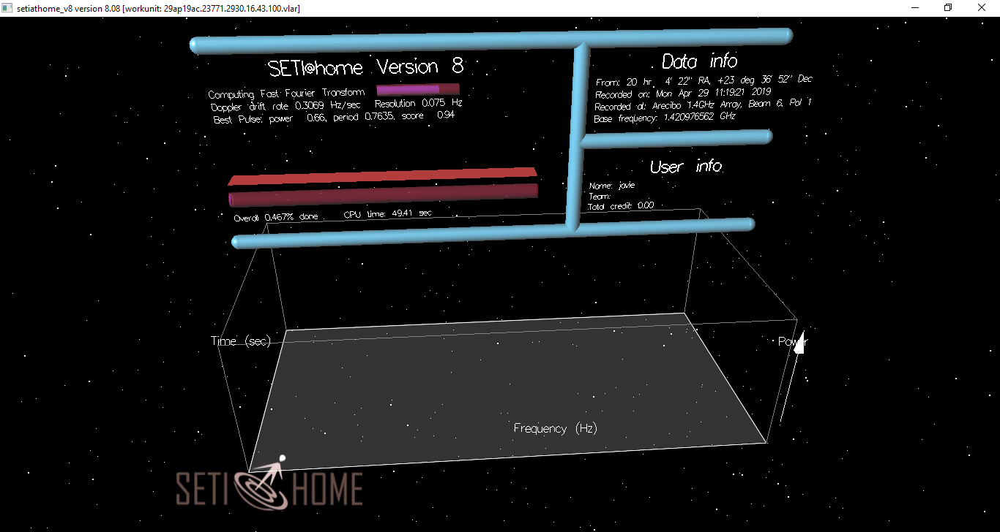 setiathome_v8 version 8.08 [workunit: 29ap19ac.23771.2930.16.43.100.vlar]
SETI@home Version 8
Computing Fast Fourier Transform
Doppler drift rate 0.3069 Hz/sec Resolution 0.075 Hz
Best Pulse: power 0.66, period 0.7635, score 0.94
Overall 0.467% done CPU time: 49.41 sec
Data info
From: 20 hr, 4' 22" RA, +23 deg 36' 52" Dec
Recorded on: Mon Apr 29 11:19:21 2019
Recorded at: Arecibo 1.4GHz Array, Beam 6, Pol 1
Base frequency: 1.420976562 GHz
User info
Name: javie
Team:
Total credit: 0.00
Time (sec)
Power
Frequency (Hz)
SETI HOME